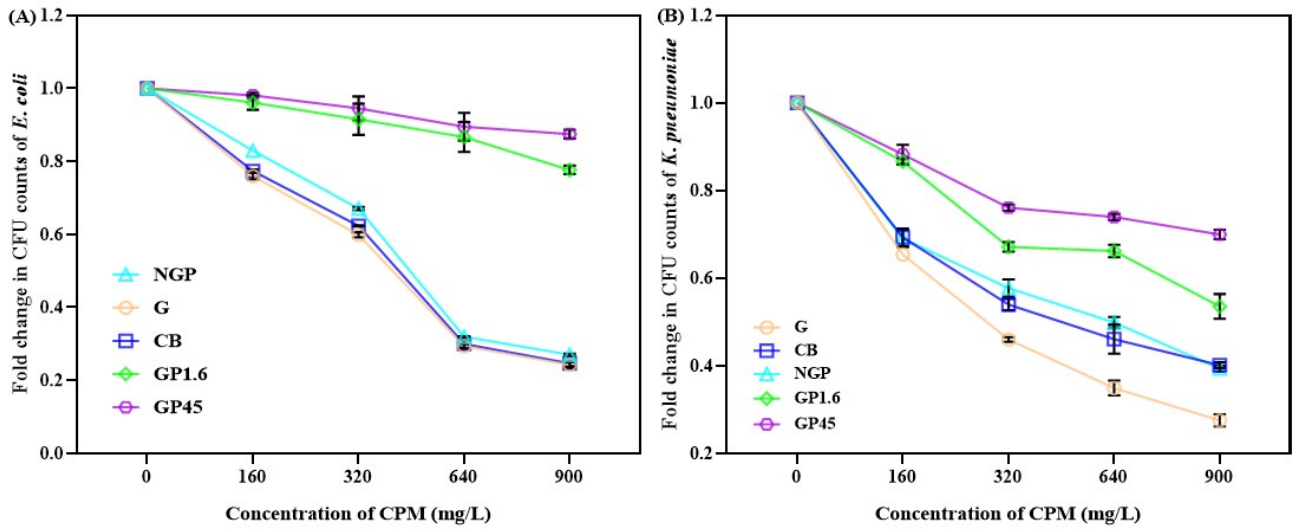 (A)
1.2
1.0
0.8
0.6
0.4
0.2
0.0
Fold change in CFU counts of E. coli
NGP
G
CB
GP1.6
GP45
0 160 320 640 900
Concentration of CPM (mg/L)
(B)
1.2
1.0
0.8
0.6
0.4
0.2
Fold change in CFU counts of K. pneumoniae
G
CB
NGP
GP1.6
GP45
0 160 320 640 900
Concentration of CPM (mg/L)